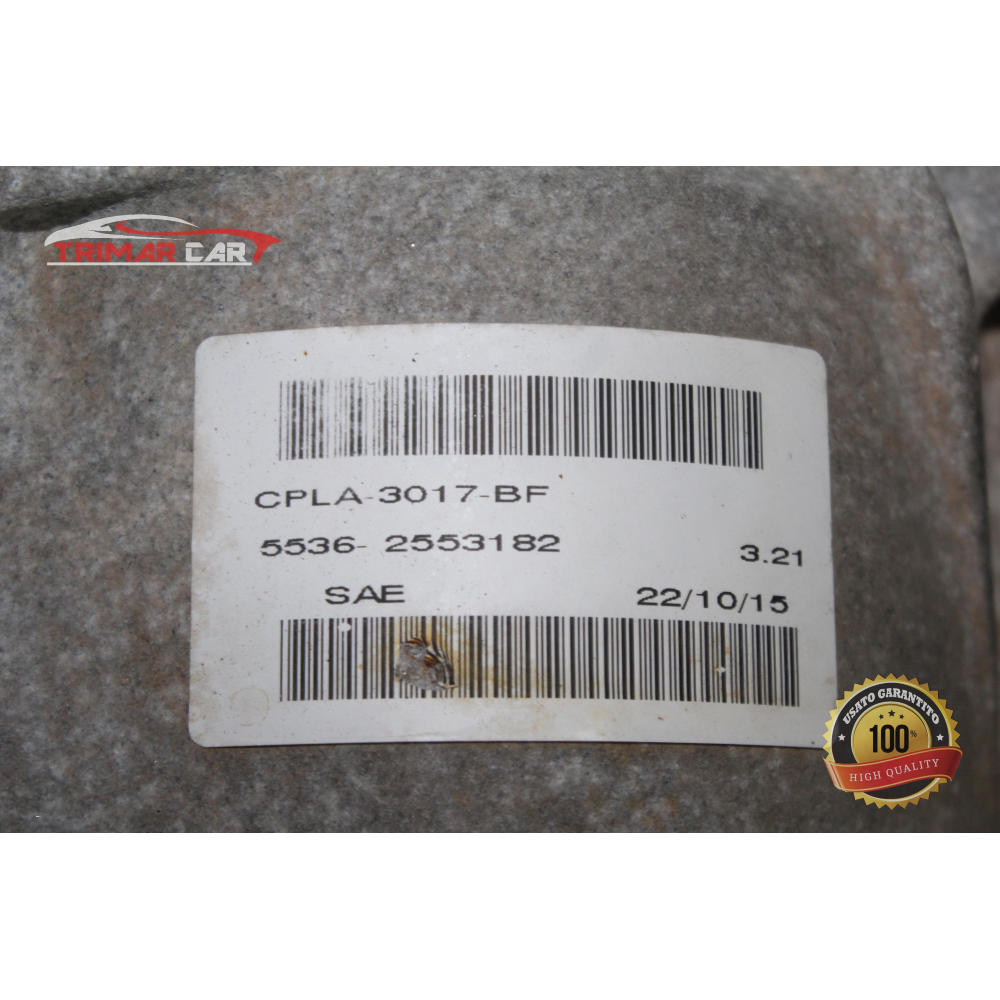 TRIMAR CAR
CPLA-3017-BF
5536- 2553182
3.21
SAE
22/10/15
USATO GARANTITO
100%
HIGH QUALITY